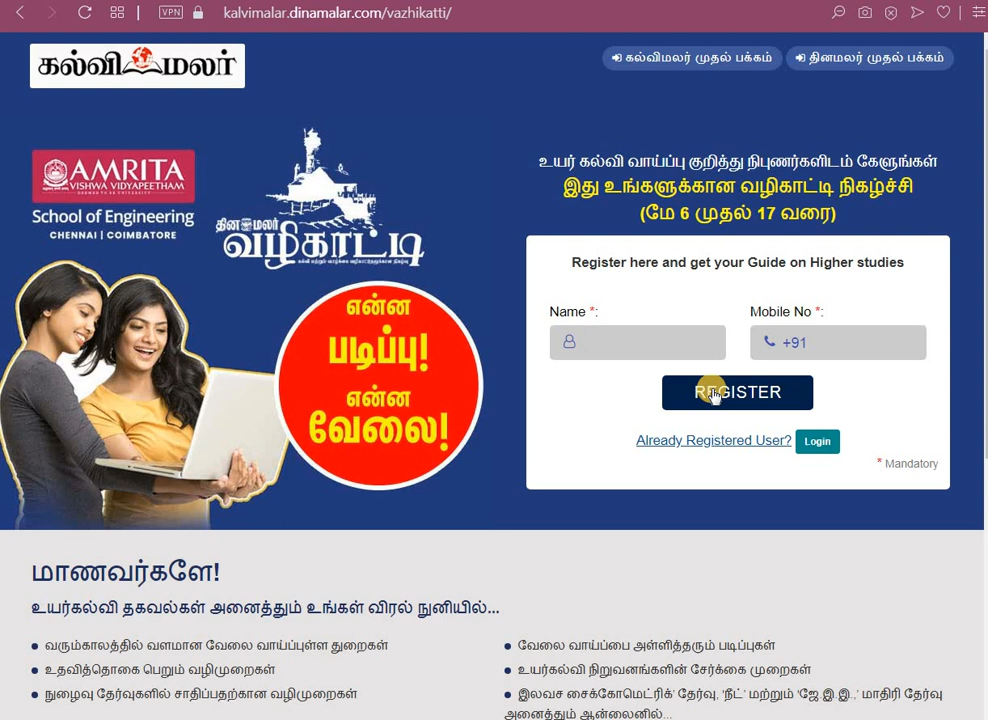 VPN
kalvimalar.dinamalar.com/vazhikatti/
கல்வி மலர்
கல்விமலர் முதல் பக்கம்
தினமலர் முதல் பக்கம்
AMRITA
VISHWA VIDYAPEETHAM
School of Engineering
CHENNAI | COIMBATORE
தினமலர்
வழிகாட்டி
உயர் கல்வி வாய்ப்பு குறித்து நிபுணர்களிடம் கேளுங்கள்
இது உங்களுக்கான வழிகாட்டி நிகழ்ச்சி
(மே 6 முதல் 17 வரை)
என்ன
படிப்பு!
என்ன
வேலை!
Register here and get your Guide on Higher studies
Name *:
Mobile No *:
+91
REGISTER
Already Registered User? Login
* Mandatory
மாணவர்களே!
உயர்கல்வி தகவல்கள் அனைத்தும் உங்கள் விரல் நுனியில்...
வரும்காலத்தில் வளமான வேலை வாய்ப்புள்ள துறைகள்
உதவித்தொகை பெறும் வழிமுறைகள்
நுழைவு தேர்வுகளில் சாதிப்பதற்கான வழிமுறைகள்
வேலை வாய்ப்பை அள்ளித்தரும் படிப்புகள்
உயர்கல்வி நிறுவனங்களின் சேர்க்கை முறைகள்
இலவச சைக்கோமெட்ரிக்' தேர்வு, 'நீட்' மற்றும் 'ஜே.இ.இ.,' மாதிரி தேர்வு
அனைத்தும் ஆன்லைனில்...